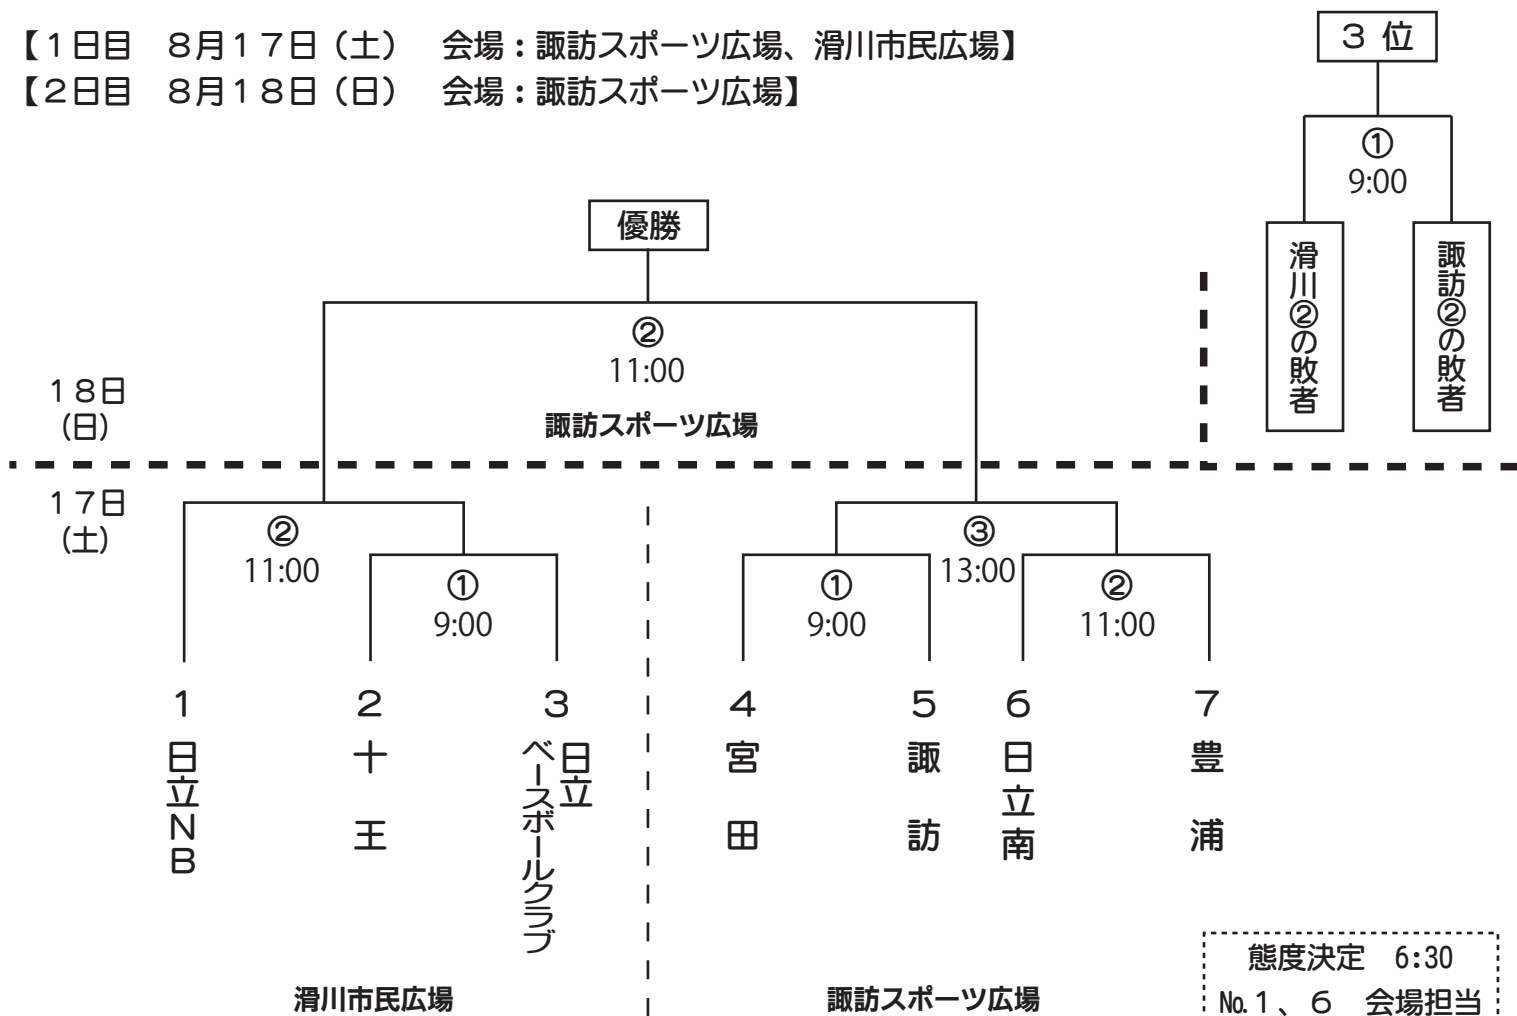 【１日目　８月１７日（土）　会場：諏訪スポーツ広場、滑川市民広場】
【２日目　８月１８日（日）　会場：諏訪スポーツ広場】
３ 位
①
9:00
滑川②の敗者
諏訪②の敗者
優勝
②
11:00
諏訪スポーツ広場
１８日
(日)
１７日
(土)
②
11:00
①
9:00
③
13:00
①
9:00
②
11:00
１
日立ＮＢ
２
十王
３
日立
ベースボールクラブ
４
宮田
５
諏訪
６
日立南
７
豊浦
滑川市民広場
諏訪スポーツ広場
態度決定　6:30
№１、６　会場担当